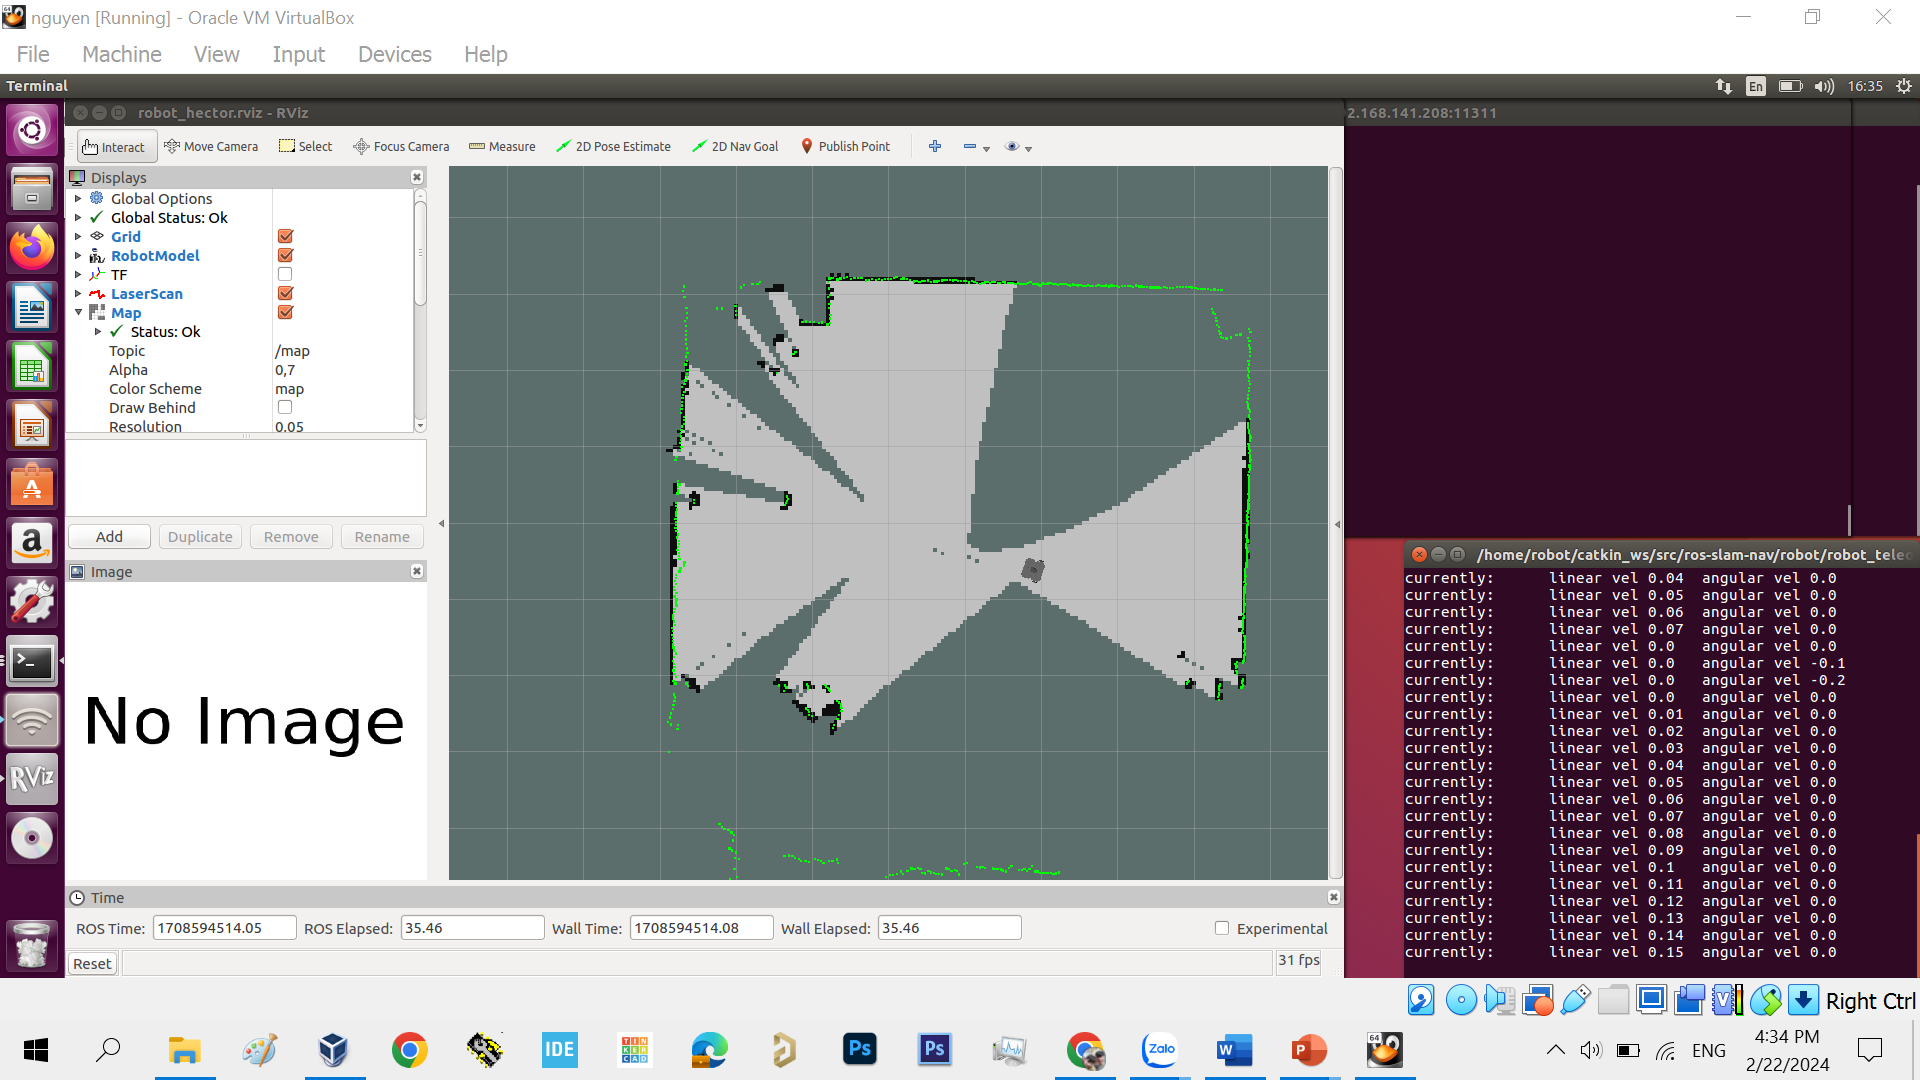 nguyen [Running] - Oracle VM VirtualBox
File Machine View Input Devices Help
Terminal
En
16:35
robot_hector.rviz - RViz
2.168.141.208:11311
Interact Move Camera Select Focus Camera Measure 2D Pose Estimate 2D Nav Goal Publish Point
Displays
Global Options
Global Status: Ok
Grid
RobotModel
TF
LaserScan
Map
Status: Ok
Topic /map
Alpha 0,7
Color Scheme map
Draw Behind
Resolution 0.05
Add Duplicate Remove Rename
Image
No Image
/home/robot/catkin_ws/src/ros-slam-nav/robot/robot_teleo
currently: linear vel 0.04 angular vel 0.0
currently: linear vel 0.05 angular vel 0.0
currently: linear vel 0.06 angular vel 0.0
currently: linear vel 0.07 angular vel 0.0
currently: linear vel 0.0 angular vel 0.0
currently: linear vel 0.0 angular vel -0.1
currently: linear vel 0.0 angular vel -0.2
currently: linear vel 0.0 angular vel 0.0
currently: linear vel 0.01 angular vel 0.0
currently: linear vel 0.02 angular vel 0.0
currently: linear vel 0.03 angular vel 0.0
currently: linear vel 0.04 angular vel 0.0
currently: linear vel 0.05 angular vel 0.0
currently: linear vel 0.06 angular vel 0.0
currently: linear vel 0.07 angular vel 0.0
currently: linear vel 0.08 angular vel 0.0
currently: linear vel 0.09 angular vel 0.0
currently: linear vel 0.1 angular vel 0.0
currently: linear vel 0.11 angular vel 0.0
currently: linear vel 0.12 angular vel 0.0
currently: linear vel 0.13 angular vel 0.0
currently: linear vel 0.14 angular vel 0.0
currently: linear vel 0.15 angular vel 0.0
RViz
Time
ROS Time: 1708594514.05 ROS Elapsed: 35.46 Wall Time: 1708594514.08 Wall Elapsed: 35.46 Experimental
Reset
31 fps
Right Ctrl
IDE
TIN
KER
CAD
Ps
Ps
Zalo
W
P
64
ENG
4:34 PM
2/22/2024